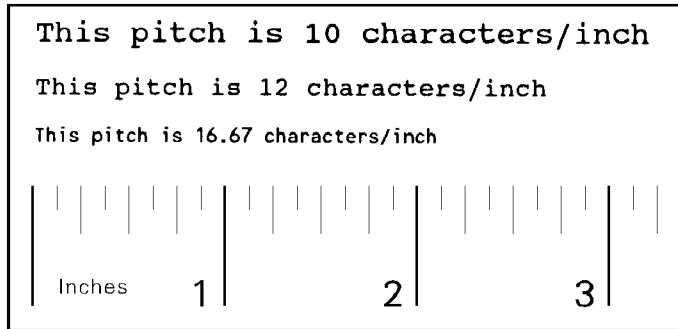 This pitch is 10 characters/inch
This pitch is 12 characters/inch
This pitch is 16.67 characters/inch
Inches 1 2 3